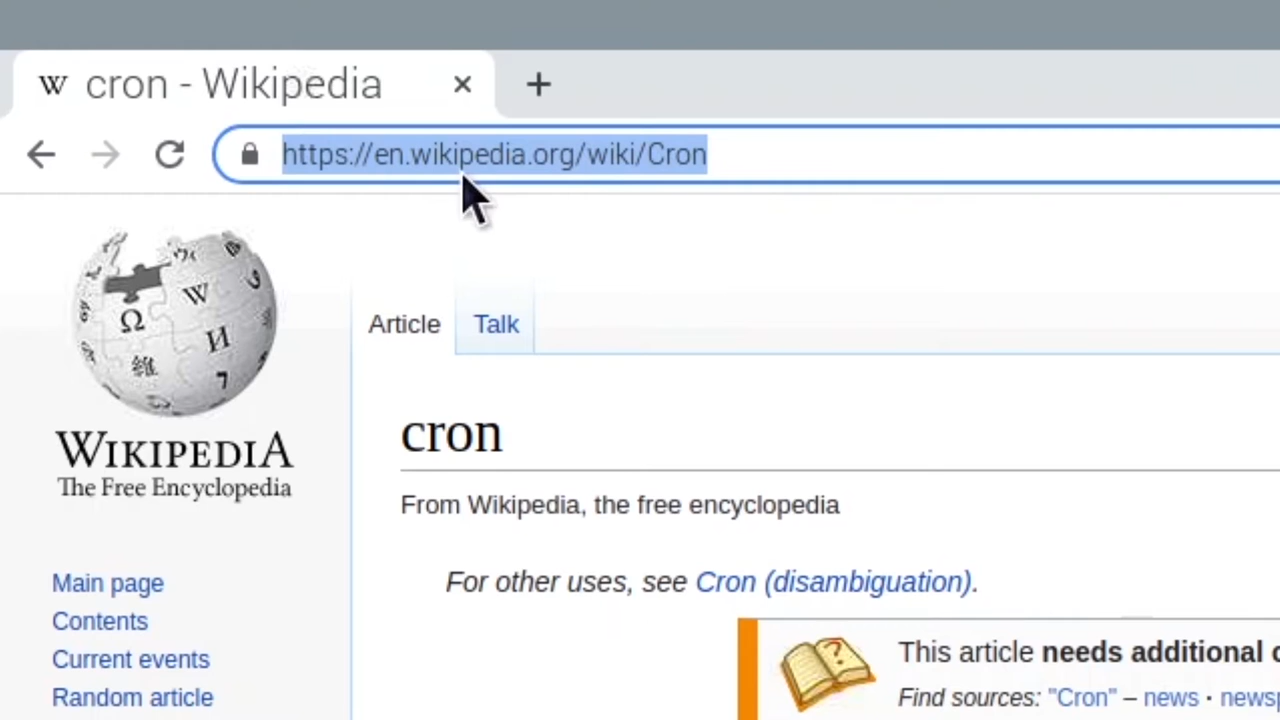 W cron - Wikipedia
https://en.wikipedia.org/wiki/Cron
WIKIPEDIA
The Free Encyclopedia
Article Talk
cron
From Wikipedia, the free encyclopedia
For other uses, see Cron (disambiguation).
This article needs additional
Find sources: "Cron" – news ·
Main page
Contents
Current events
Random article